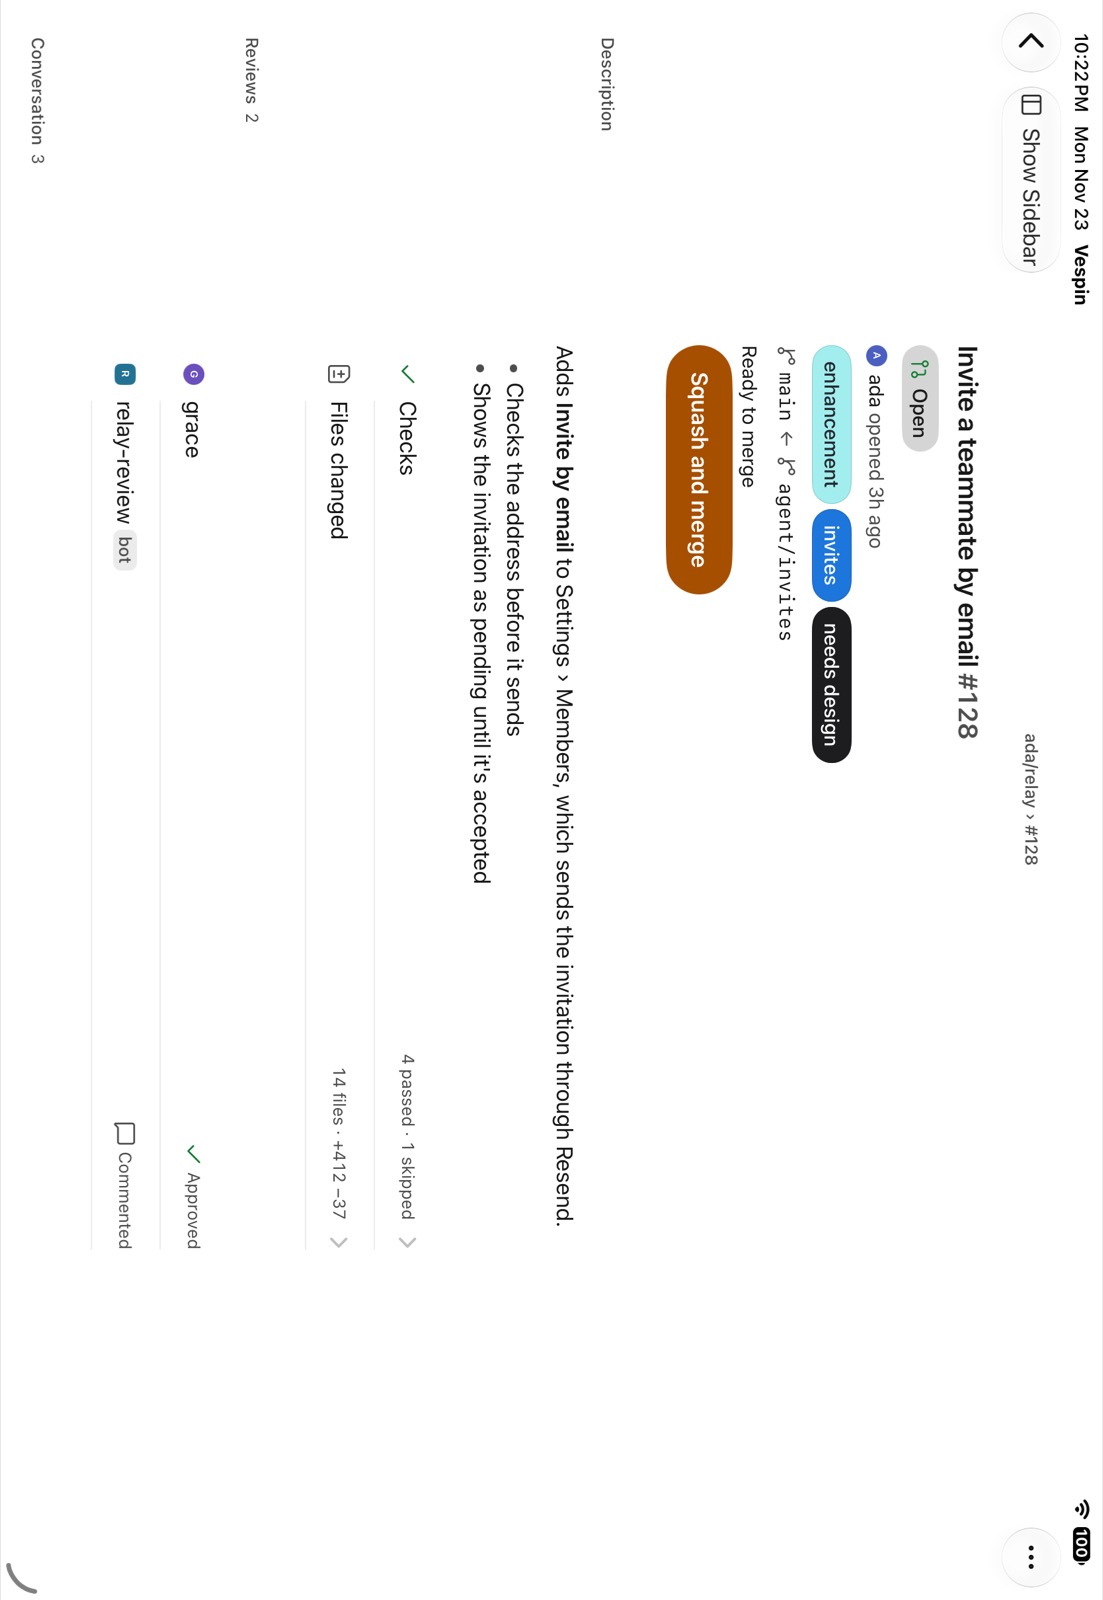 10:22 PM Mon Nov 23 Vespin
100
Show Sidebar
ada/relay › #128
Invite a teammate by email #128
Open
A ada opened 3h ago
enhancement invites needs design
main ← agent/invites
Ready to merge
Squash and merge
Description
Adds Invite by email to Settings › Members, which sends the invitation through Resend.
• Checks the address before it sends
• Shows the invitation as pending until it's accepted
Checks 4 passed · 1 skipped
Files changed 14 files · +412 −37
Reviews 2
G grace Approved
R relay-review bot Commented
Conversation 3